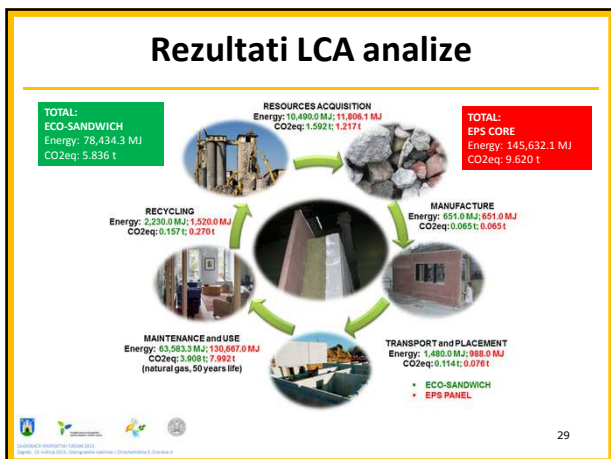 Rezultati LCA analize
TOTAL:
ECO-SANDWICH
Energy: 78,434.3 MJ
CO2eq: 5.836 t
RESOURCES ACQUISITION
Energy: 10,490.0 MJ; 11,806.1 MJ
CO2eq: 1.592 t; 1.217 t
TOTAL:
EPS CORE
Energy: 145,632.1 MJ
CO2eq: 9.620 t
RECYCLING
Energy: 2,230.0 MJ; 1,520.0 MJ
CO2eq: 0.157 t; 0.270 t
MANUFACTURE
Energy: 651.0 MJ; 651.0 MJ
CO2eq: 0.065 t; 0.065 t
MAINTENANCE and USE
Energy: 63,583.3 MJ; 130,667.0 MJ
CO2eq: 3.908 t; 7.992 t
(natural gas, 50 years life)
TRANSPORT and PLACEMENT
Energy: 1,480.0 MJ; 988.0 MJ
CO2eq: 0.114 t; 0.076 t
• ECO-SANDWICH
• EPS PANEL
29